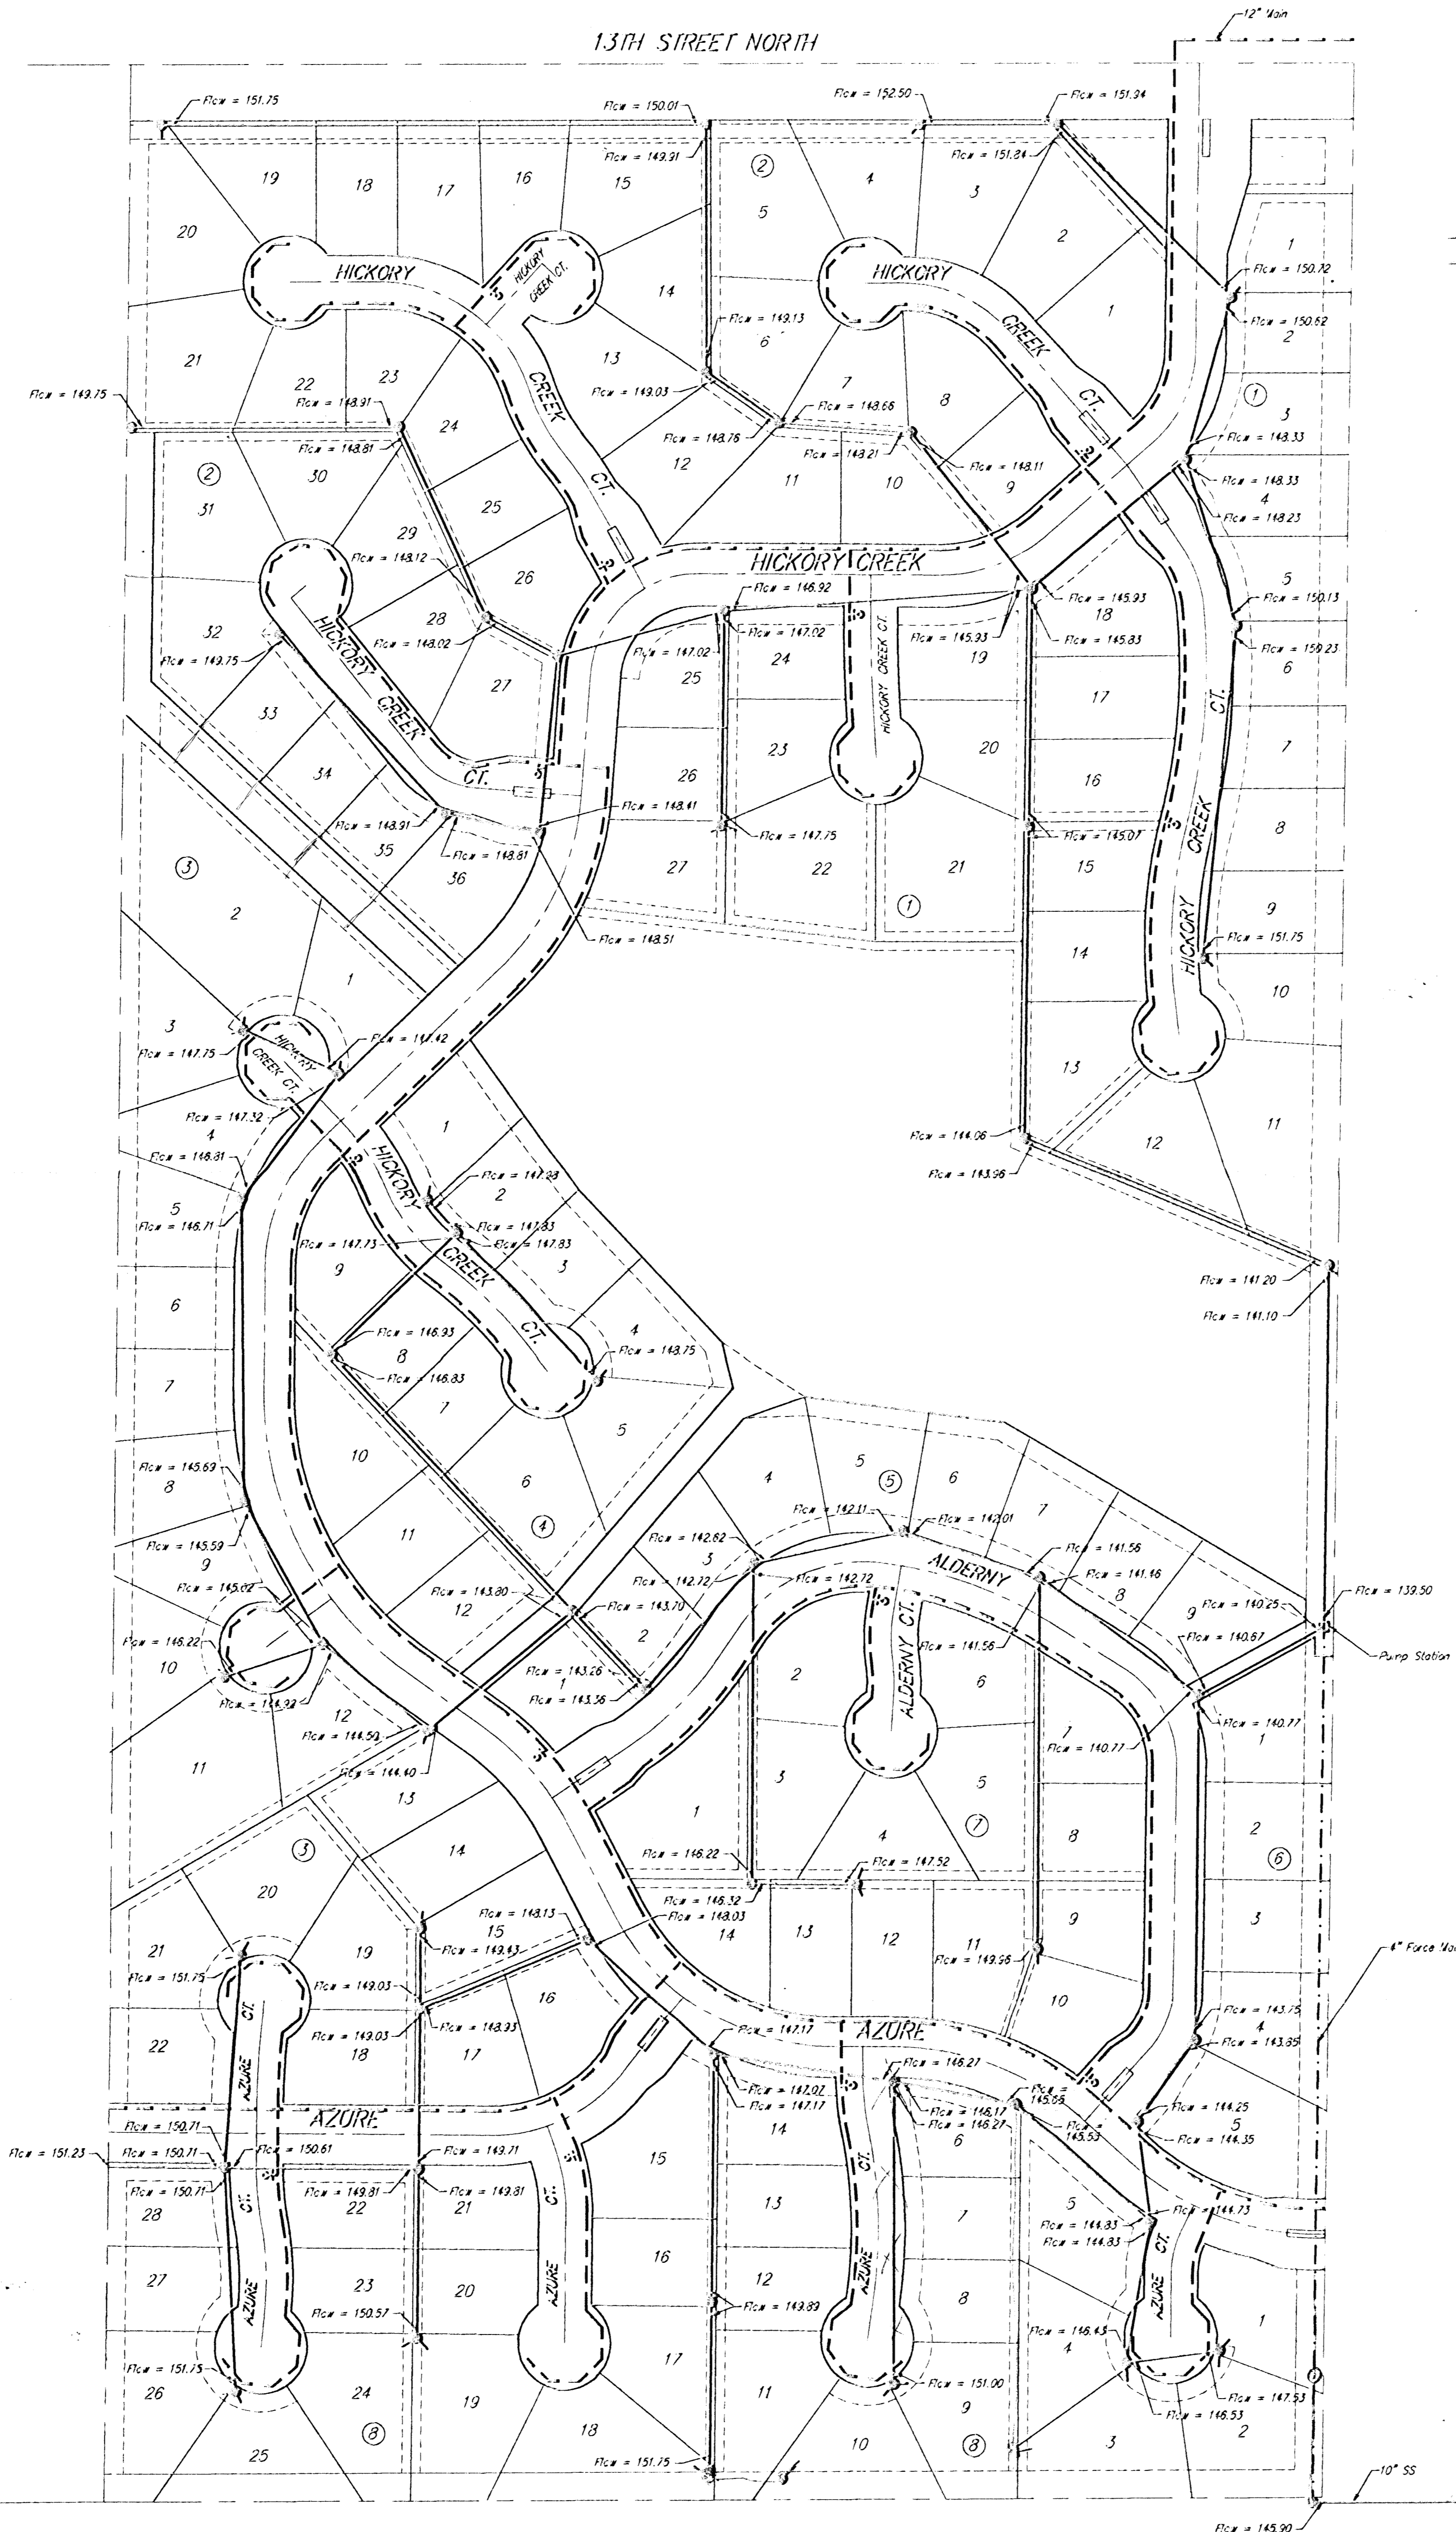 12" Main
13TH STREET NORTH
Flow = 151.75
Flow = 150.01
Flow = 152.50
Flow = 151.94
Flow = 149.91
Flow = 151.84
2
19
18
17
16
15
5
4
3
2
1
20
HICKORY
HICKORY
CREEK CT.
14
HICKORY
CREEK
CT.
1
Flow = 150.72
Flow = 150.62
2
Flow = 149.13
6
21
22
23
13
Flow = 149.03
7
8
1
3
Flow = 149.75
Flow = 148.91
24
CREEK
CT.
Flow = 148.66
Flow = 148.76
Flow = 148.21
Flow = 148.11
Flow = 148.33
Flow = 148.33
4
Flow = 148.23
Flow = 148.81
2
30
31
25
12
11
10
9
29
Flow = 148.12
26
HICKORY CREEK
Flow = 146.92
5
Flow = 150.13
28
Flow = 148.02
Flow = 147.02
Flow = 147.02
24
Flow = 145.93
19
Flow = 145.93
18
Flow = 145.83
Flow = 150.23
6
32
Flow = 149.75
HICKORY
CREEK
CT.
27
25
HICKORY CREEK CT.
17
CT.
33
34
26
23
20
16
7
Flow = 148.41
Flow = 148.91
Flow = 148.81
35
36
Flow = 147.75
Flow = 145.07
CREEK
8
3
2
27
22
21
15
1
9
HICKORY
Flow = 148.51
Flow = 151.75
14
10
1
3
Flow = 147.75
HICKORY
CREEK CT.
Flow = 147.42
13
Flow = 147.32
4
1
Flow = 144.06
12
11
Flow = 146.81
HICKORY
Flow = 143.96
5
Flow = 146.71
2
Flow = 147.73
Flow = 147.83
Flow = 147.83
9
CREEK
3
Flow = 141.20
6
CT.
Flow = 141.10
Flow = 146.93
8
4
Flow = 148.75
7
Flow = 146.83
7
5
10
6
4
5
5
6
7
Flow = 145.69
8
Flow = 142.11
Flow = 142.01
11
4
Flow = 142.62
3
Flow = 145.59
9
Flow = 142.72
Flow = 142.72
ALDERNY
Flow = 141.56
Flow = 141.46
8
Flow = 143.80
12
Flow = 143.70
9
Flow = 140.25
Flow = 139.50
Flow = 146.22
10
2
Flow = 141.56
Flow = 140.67
Pump Station
Flow = 143.26
1
Flow = 143.36
2
ALDERNY CT.
6
12
Flow = 144.50
7
Flow = 140.77
Flow = 140.77
1
11
Flow = 144.40
3
5
13
1
4
7
8
2
14
3
Flow = 146.22
Flow = 147.52
6
20
Flow = 146.32
Flow = 148.13
15
Flow = 148.03
14
13
12
9
3
21
19
Flow = 149.43
11
Flow = 149.96
4" Force Ma
Flow = 151.75
Flow = 149.03
CT.
16
10
22
Flow = 149.03
18
Flow = 148.93
17
Flow = 147.17
AZURE
Flow = 143.75
4
Flow = 143.85
AZURE
Flow = 146.27
Flow = 147.07
Flow = 147.17
Flow = 146.17
Flow = 146.27
6
14
AZURE
Flow = 144.25
5
Flow = 144.35
Flow = 150.71
Flow = 151.23
Flow = 150.71
Flow = 150.61
Flow = 149.71
15
Flow = 150.71
Flow = 149.81
22
Flow = 149.81
21
CT.
CT.
CT.
28
13
7
5
Flow = 144.73
Flow = 144.83
Flow = 144.83
CT.
27
AZURE
23
20
AZURE
16
12
AZURE
8
AZURE
1
Flow = 150.57
Flow = 149.89
Flow = 146.43
4
17
Flow = 151.75
26
24
19
11
Flow = 151.00
9
Flow = 147.53
Flow = 146.53
2
25
8
18
10
8
3
Flow = 151.75
10" SS
Flow = 145.90